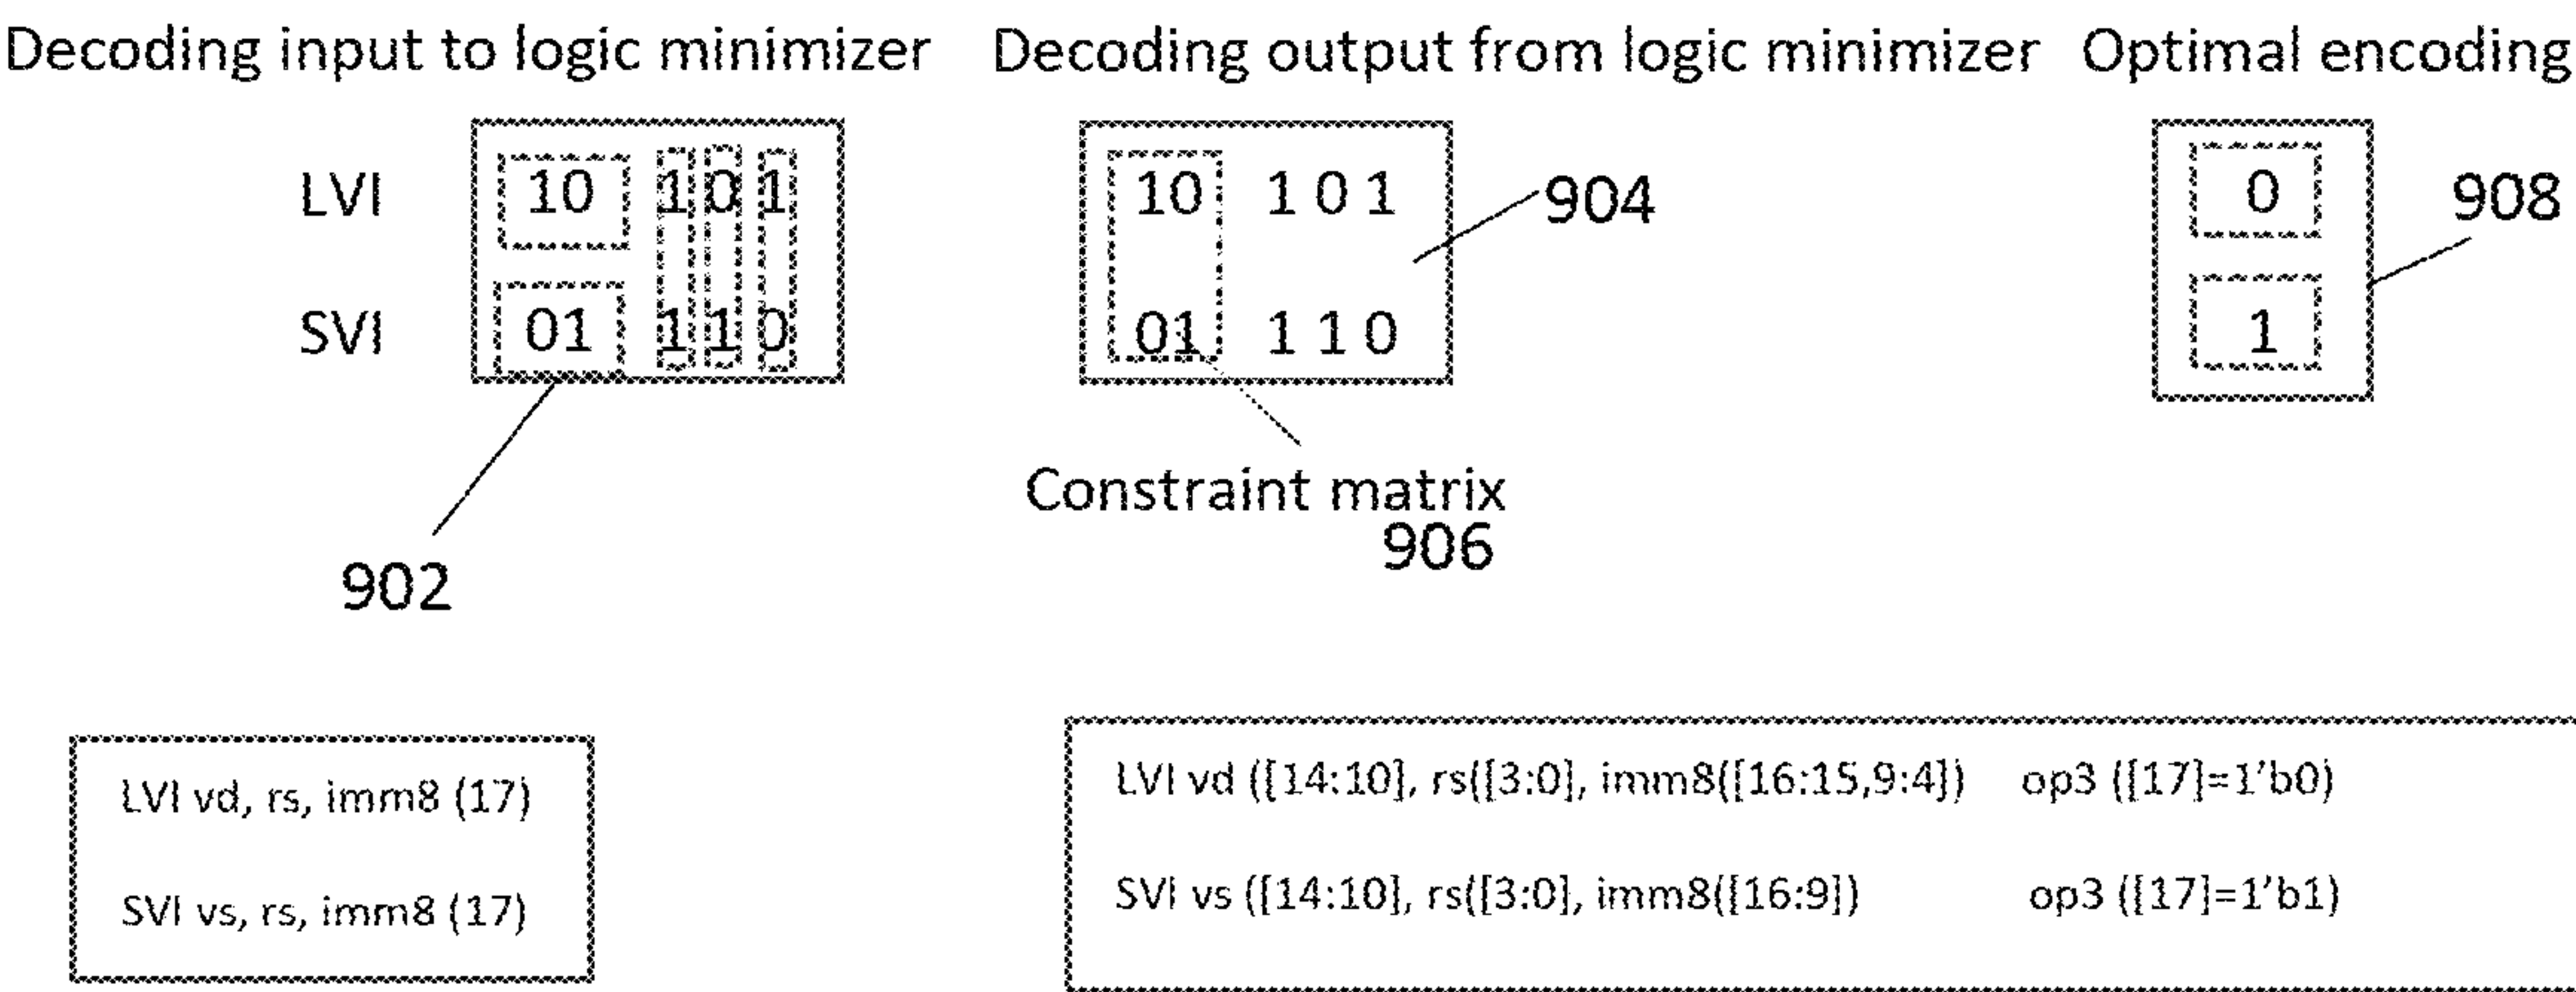 Decoding input to logic minimizer Decoding output from logic minimizer Optimal encoding
LVI 10 1 0 1 10 1 0 1 904 0 908
SVI 01 1 1 0 01 1 1 0 1
Constraint matrix
906
902
LVI vd, rs, imm8 (17)
SVI vs, rs, imm8 (17)
LVI vd ([14:10], rs([3:0], imm8([16:15,9:4]) op3 ([17]=1'b0)
SVI vs ([14:10], rs([3:0], imm8([16:9]) op3 ([17]=1'b1)